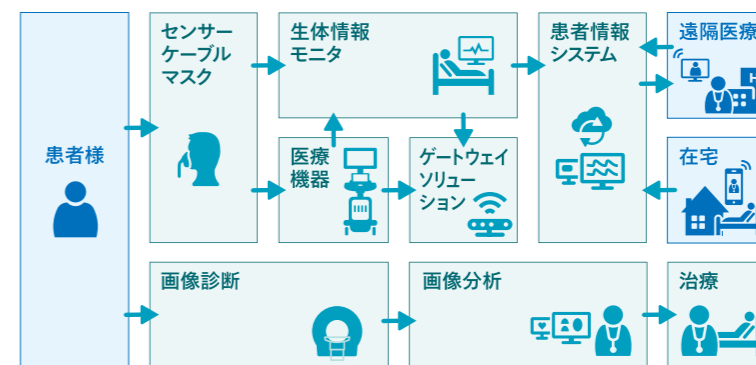 患者様
センサー
ケーブル
マスク
生体情報
モニタ
医療
機器
ゲートウェイ
ソリュー
ション
患者情報
システム
遠隔医療
H
在宅
画像診断
画像分析
治療